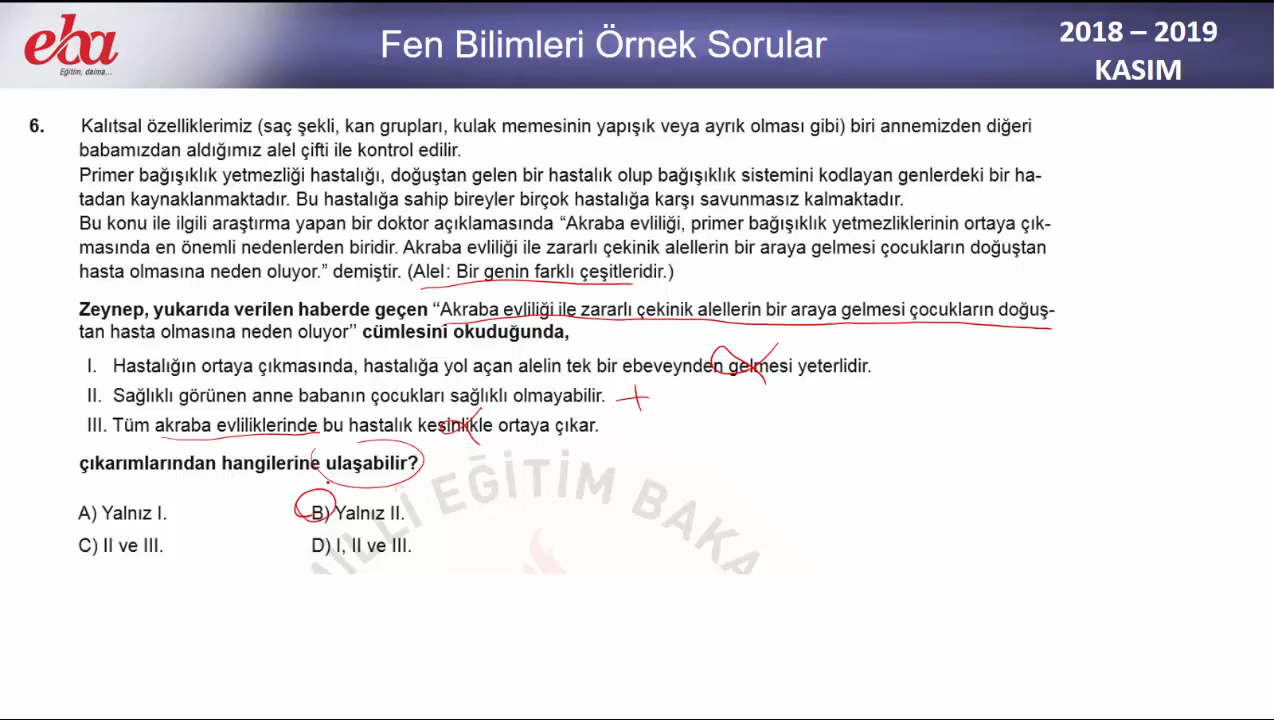 eba
Eğitim, daima...
Fen Bilimleri Örnek Sorular
2018 – 2019
KASIM
6. Kalıtsal özelliklerimiz (saç şekli, kan grupları, kulak memesinin yapışık veya ayrık olması gibi) biri annemizden diğeri
babamızdan aldığımız alel çifti ile kontrol edilir.
Primer bağışıklık yetmezliği hastalığı, doğuştan gelen bir hastalık olup bağışıklık sistemini kodlayan genlerdeki bir ha-
tadan kaynaklanmaktadır. Bu hastalığa sahip bireyler birçok hastalığa karşı savunmasız kalmaktadır.
Bu konu ile ilgili araştırma yapan bir doktor açıklamasında “Akraba evliliği, primer bağışıklık yetmezliklerinin ortaya çık-
masında en önemli nedenlerden biridir. Akraba evliliği ile zararlı çekinik alellerin bir araya gelmesi çocukların doğuştan
hasta olmasına neden oluyor.” demiştir. (Alel: Bir genin farklı çeşitleridir.)
Zeynep, yukarıda verilen haberde geçen “Akraba evliliği ile zararlı çekinik alellerin bir araya gelmesi çocukların doğuş-
tan hasta olmasına neden oluyor” cümlesini okuduğunda,
I. Hastalığın ortaya çıkmasında, hastalığa yol açan alelin tek bir ebeveynden gelmesi yeterlidir.
II. Sağlıklı görünen anne babanın çocukları sağlıklı olmayabilir. +
III. Tüm akraba evliliklerinde bu hastalık kesinlikle ortaya çıkar.
çıkarımlarından hangilerine ulaşabilir?
A) Yalnız I. B) Yalnız II.
C) II ve III. D) I, II ve III.
MİLLÎ EĞİTİM BAKA